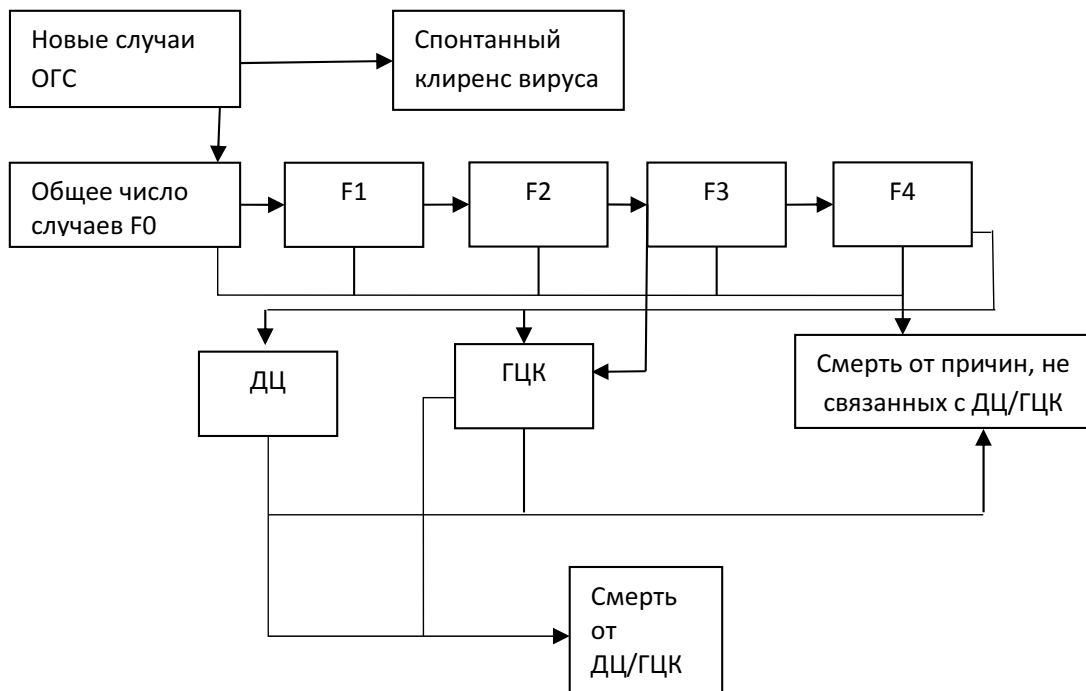 Новые случаи
ОГС
Спонтанный
клиренс вируса
Общее число
случаев F0
F1
F2
F3
F4
ДЦ
ГЦК
Смерть от причин, не
связанных с ДЦ/ГЦК
Смерть
от
ДЦ/ГЦК